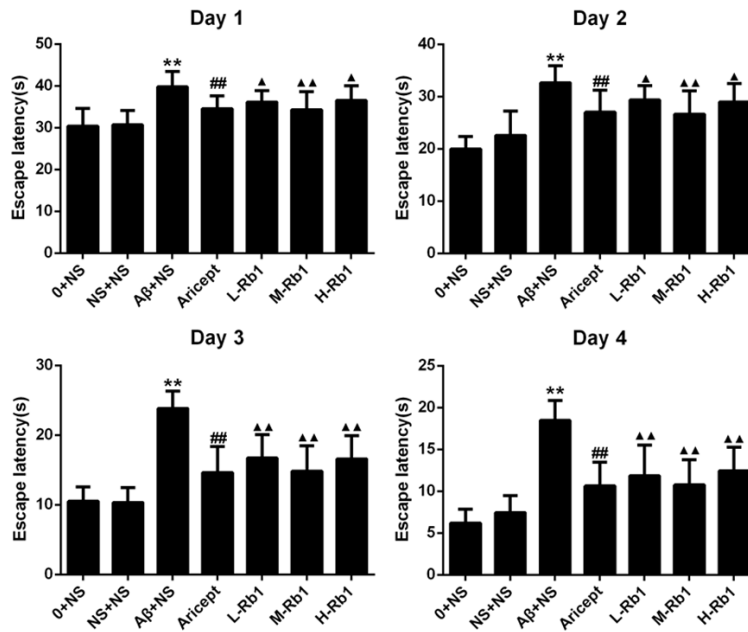 Day 1
Escape latency(s)
50
40
30
20
10
0
**
##
▲
▲▲
▲
0+NS
NS+NS
Aβ+NS
Aricept
L-Rb1
M-Rb1
H-Rb1
Day 2
Escape latency(s)
40
30
20
10
0
**
##
▲
▲▲
▲
0+NS
NS+NS
Aβ+NS
Aricept
L-Rb1
M-Rb1
H-Rb1
Day 3
Escape latency(s)
30
20
10
0
**
##
▲▲
▲▲
▲▲
0+NS
NS+NS
Aβ+NS
Aricept
L-Rb1
M-Rb1
H-Rb1
Day 4
Escape latency(s)
25
20
15
10
5
0
**
##
▲▲
▲▲
▲▲
0+NS
NS+NS
Aβ+NS
Aricept
L-Rb1
M-Rb1
H-Rb1